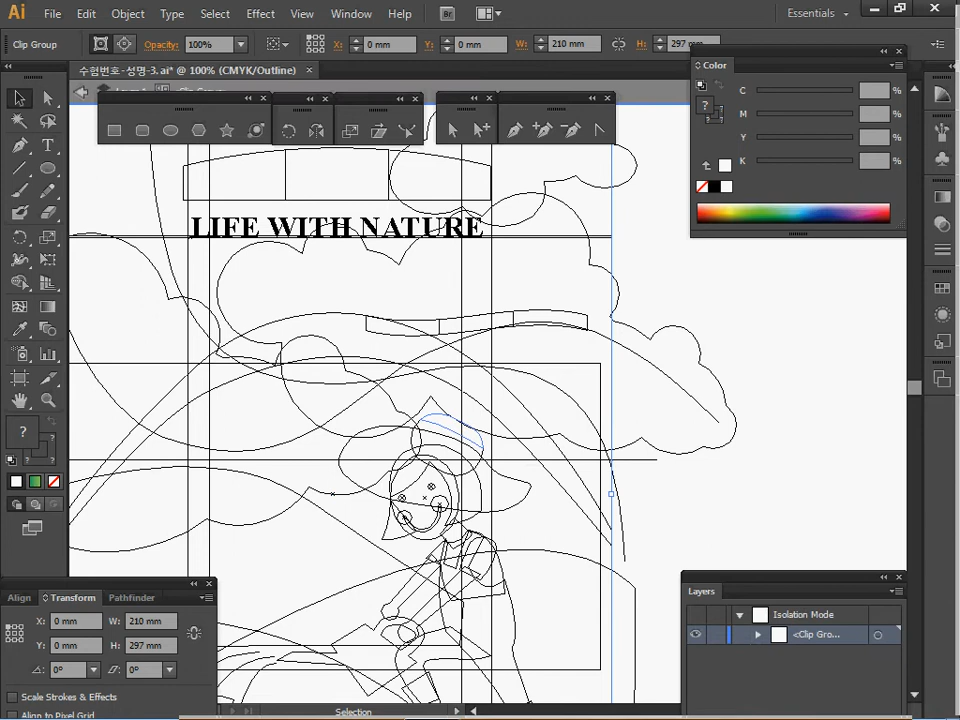 Ai File Edit Object Type Select Effect View Window Help Br Essentials
Clip Group Opacity: 100% X: 0 mm Y: 0 mm W: 210 mm H: 297 mm
수험번호-성명-3.ai* @ 100% (CMYK/Outline)
Color
C %
M %
Y %
K %
LIFE WITH NATURE
Align Transform Pathfinder
X: 0 mm W: 210 mm
Y: 0 mm H: 297 mm
0° 0°
Scale Strokes & Effects
Align to Pixel Grid
Layers
Isolation Mode
<Clip Gro...
Selection